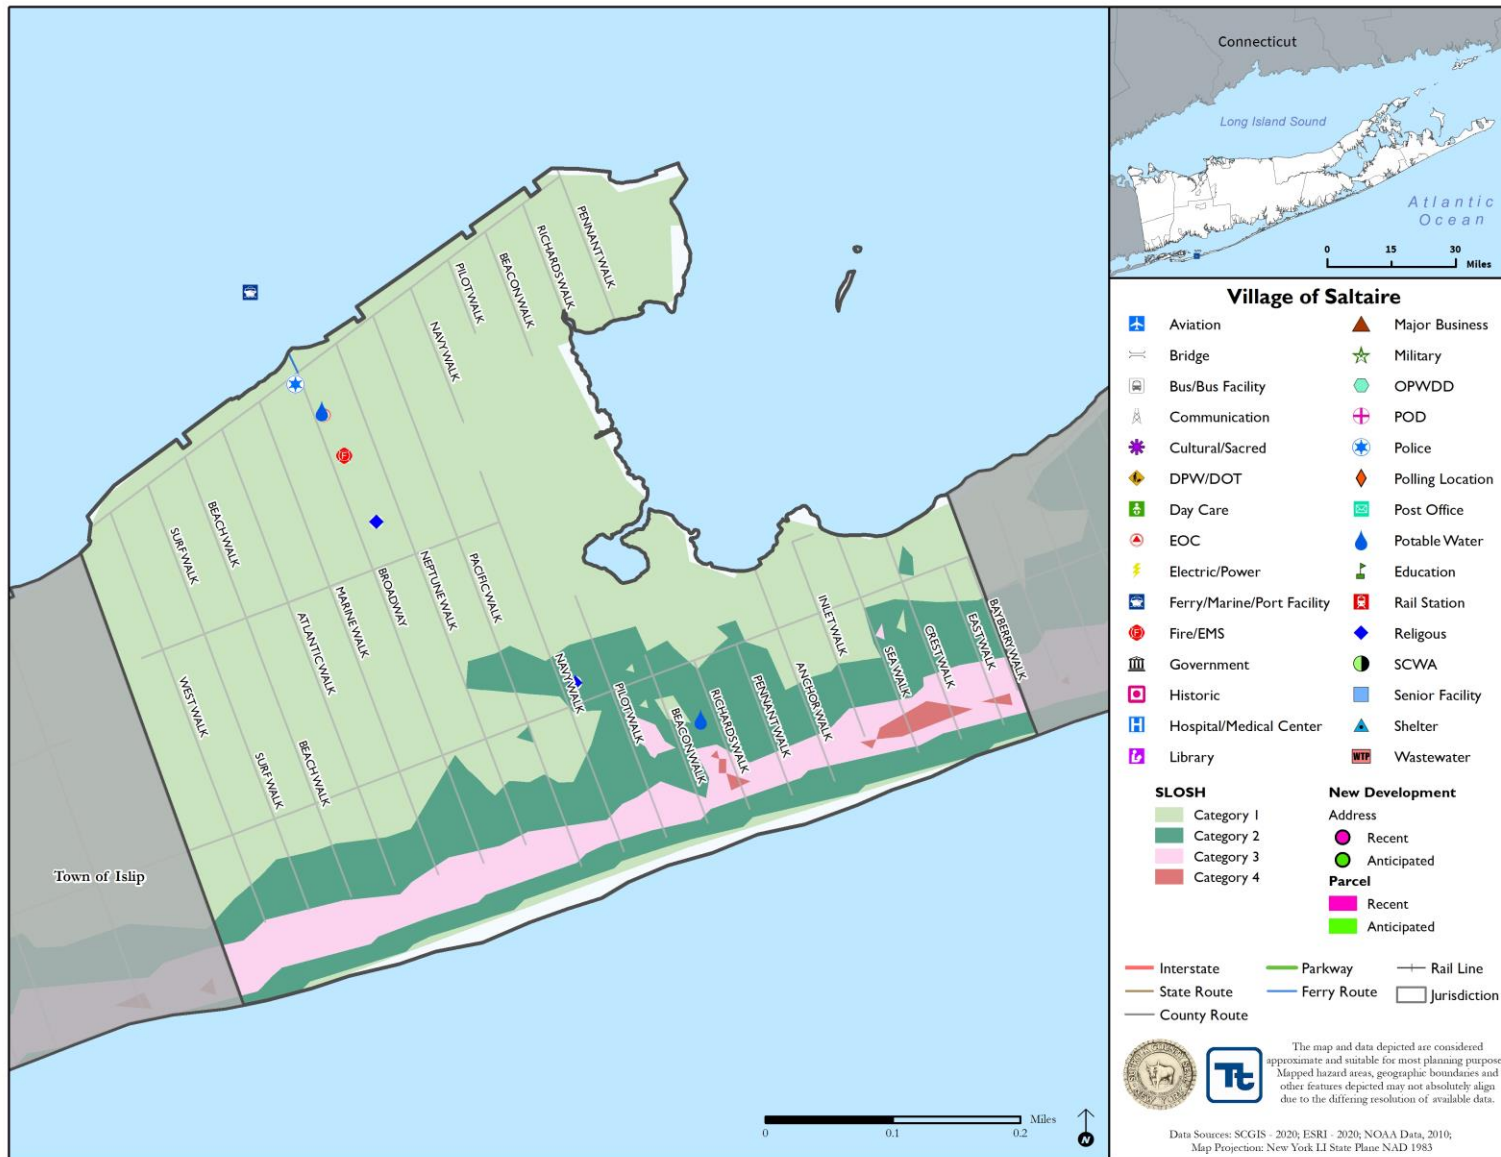 PENNANT WALK
RICHARDS WALK
BEACON WALK
PILOT WALK
NAVY WALK
BEACH WALK
SURF WALK
PACIFIC WALK
NEPTUNE WALK
BROADWAY
MARINE WALK
ATLANTIC WALK
WEST WALK
SURF WALK
BEACH WALK
NAVY WALK
PILOT WALK
BEACON WALK
RICHARDS WALK
PENNANT WALK
ANCHOR WALK
INLET WALK
SEA WALK
CREST WALK
EAST WALK
BAYBERRY WALK
Town of Islip
F
0 0.1 0.2 Miles
N
Connecticut
Long Island Sound
Atlantic
Ocean
0 15 30
Miles
Village of Saltaire
Aviation
Bridge
Bus/Bus Facility
Communication
Cultural/Sacred
DPW/DOT
Day Care
EOC
Electric/Power
Ferry/Marine/Port Facility
F Fire/EMS
Government
Historic
H Hospital/Medical Center
Library
Major Business
Military
OPWDD
POD
Police
Polling Location
Post Office
Potable Water
Education
Rail Station
Religous
SCWA
Senior Facility
Shelter
WTP Wastewater
SLOSH
Category 1
Category 2
Category 3
Category 4
New Development
Address
Recent
Anticipated
Parcel
Recent
Anticipated
Interstate
State Route
County Route
Parkway
Ferry Route
Rail Line
Jurisdiction
Tt
The map and data depicted are considered
approximate and suitable for most planning purpose
Mapped hazard areas, geographic boundaries and
other features depicted may not absolutely align
due to the differing resolution of available data.
Data Sources: SCGIS - 2020; ESRI - 2020; NOAA Data, 2010;
Map Projection: New York LI State Plane NAD 1983